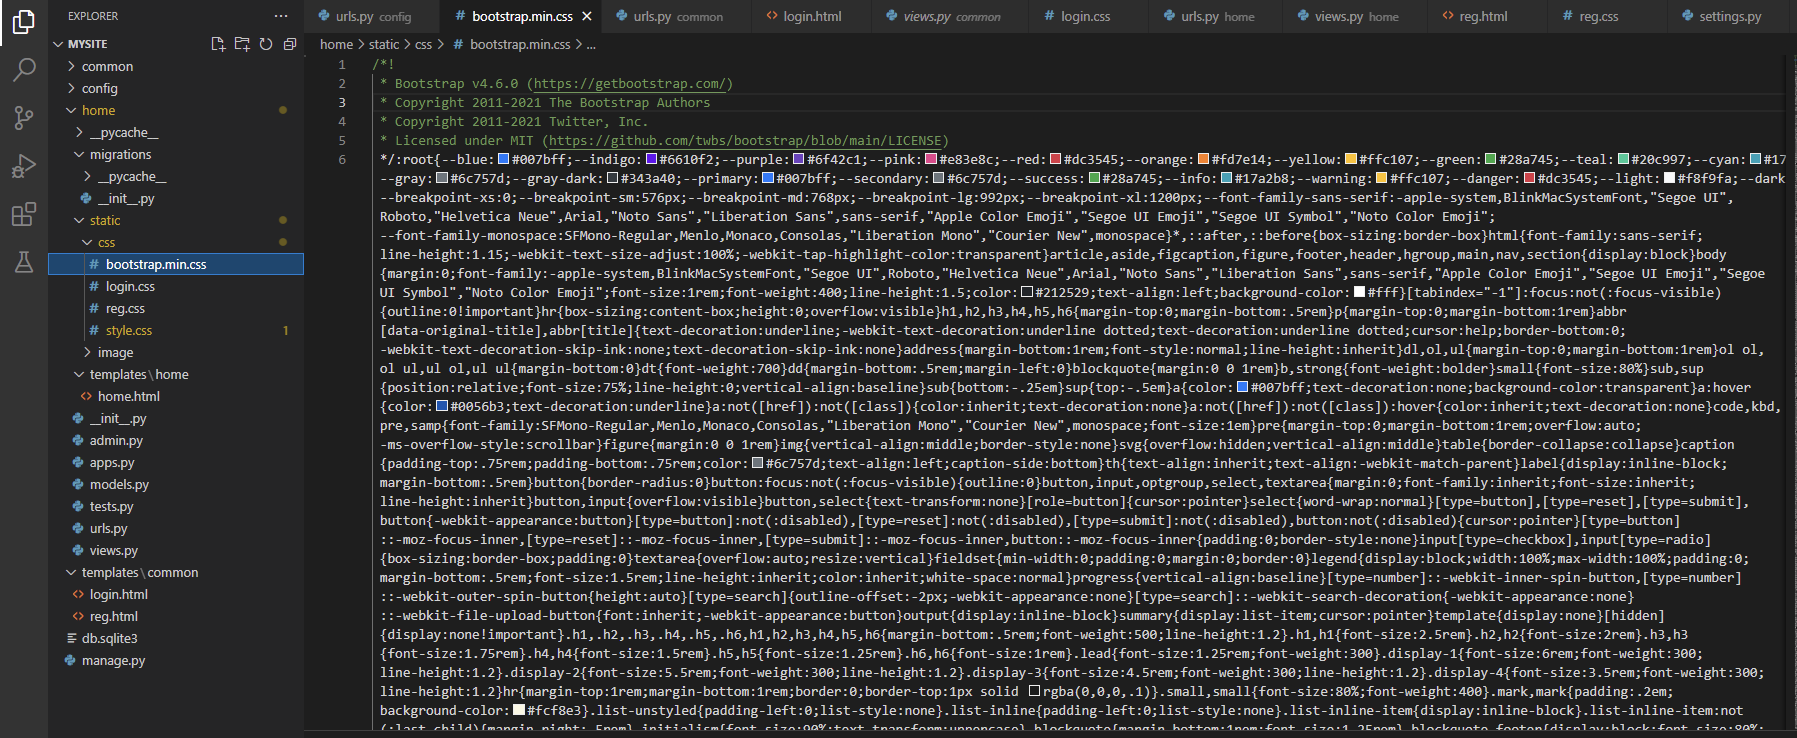 EXPLORER
MYSITE
common
config
home
__pycache__
migrations
__pycache__
__init__.py
static
css
bootstrap.min.css
login.css
reg.css
style.css 1
image
templates\home
home.html
__init__.py
admin.py
apps.py
models.py
tests.py
urls.py
views.py
templates\common
login.html
reg.html
db.sqlite3
manage.py
urls.py config
bootstrap.min.css
urls.py common
login.html
views.py common
login.css
urls.py home
views.py home
reg.html
reg.css
settings.py
home > static > css > # bootstrap.min.css > ...
1 /*!
2 * Bootstrap v4.6.0 (https://getbootstrap.com/)
3 * Copyright 2011-2021 The Bootstrap Authors
4 * Copyright 2011-2021 Twitter, Inc.
5 * Licensed under MIT (https://github.com/twbs/bootstrap/blob/main/LICENSE)
6 */:root{--blue:#007bff;--indigo:#6610f2;--purple:#6f42c1;--pink:#e83e8c;--red:#dc3545;--orange:#fd7e14;--yellow:#ffc107;--green:#28a745;--teal:#20c997;--cyan:#17
--gray:#6c757d;--gray-dark:#343a40;--primary:#007bff;--secondary:#6c757d;--success:#28a745;--info:#17a2b8;--warning:#ffc107;--danger:#dc3545;--light:#f8f9fa;--dark
--breakpoint-xs:0;--breakpoint-sm:576px;--breakpoint-md:768px;--breakpoint-lg:992px;--breakpoint-xl:1200px;--font-family-sans-serif:-apple-system,BlinkMacSystemFont,"Segoe UI",
Roboto,"Helvetica Neue",Arial,"Noto Sans","Liberation Sans",sans-serif,"Apple Color Emoji","Segoe UI Emoji","Segoe UI Symbol","Noto Color Emoji";
--font-family-monospace:SFMono-Regular,Menlo,Monaco,Consolas,"Liberation Mono","Courier New",monospace}*,::after,::before{box-sizing:border-box}html{font-family:sans-serif;
line-height:1.15;-webkit-text-size-adjust:100%;-webkit-tap-highlight-color:transparent}article,aside,figcaption,figure,footer,header,hgroup,main,nav,section{display:block}body
{margin:0;font-family:-apple-system,BlinkMacSystemFont,"Segoe UI",Roboto,"Helvetica Neue",Arial,"Noto Sans","Liberation Sans",sans-serif,"Apple Color Emoji","Segoe UI Emoji","Segoe
UI Symbol","Noto Color Emoji";font-size:1rem;font-weight:400;line-height:1.5;color:#212529;text-align:left;background-color:#fff}[tabindex="-1"]:focus:not(:focus-visible)
{outline:0!important}hr{box-sizing:content-box;height:0;overflow:visible}h1,h2,h3,h4,h5,h6{margin-top:0;margin-bottom:.5rem}p{margin-top:0;margin-bottom:1rem}abbr
[data-original-title],abbr[title]{text-decoration:underline;-webkit-text-decoration:underline dotted;text-decoration:underline dotted;cursor:help;border-bottom:0;
-webkit-text-decoration-skip-ink:none;text-decoration-skip-ink:none}address{margin-bottom:1rem;font-style:normal;line-height:inherit}dl,ol,ul{margin-top:0;margin-bottom:1rem}ol ol,
ol ul,ul ol,ul ul{margin-bottom:0}dt{font-weight:700}dd{margin-bottom:.5rem;margin-left:0}blockquote{margin:0 0 1rem}b,strong{font-weight:bolder}small{font-size:80%}sub,sup
{position:relative;font-size:75%;line-height:0;vertical-align:baseline}sub{bottom:-.25em}sup{top:-.5em}a{color:#007bff;text-decoration:none;background-color:transparent}a:hover
{color:#0056b3;text-decoration:underline}a:not([href]):not([class]){color:inherit;text-decoration:none}a:not([href]):not([class]):hover{color:inherit;text-decoration:none}code,kbd,
pre,samp{font-family:SFMono-Regular,Menlo,Monaco,Consolas,"Liberation Mono","Courier New",monospace;font-size:1em}pre{margin-top:0;margin-bottom:1rem;overflow:auto;
-ms-overflow-style:scrollbar}figure{margin:0 0 1rem}img{vertical-align:middle;border-style:none}svg{overflow:hidden;vertical-align:middle}table{border-collapse:collapse}caption
{padding-top:.75rem;padding-bottom:.75rem;color:#6c757d;text-align:left;caption-side:bottom}th{text-align:inherit;text-align:-webkit-match-parent}label{display:inline-block;
margin-bottom:.5rem}button{border-radius:0}button:focus:not(:focus-visible){outline:0}button,input,optgroup,select,textarea{margin:0;font-family:inherit;font-size:inherit;
line-height:inherit}button,input{overflow:visible}button,select{text-transform:none}[role=button]{cursor:pointer}select{word-wrap:normal}[type=button],[type=reset],[type=submit],
button{-webkit-appearance:button}[type=button]:not(:disabled),[type=reset]:not(:disabled),[type=submit]:not(:disabled),button:not(:disabled){cursor:pointer}[type=button]
::-moz-focus-inner,[type=reset]::-moz-focus-inner,[type=submit]::-moz-focus-inner,button::-moz-focus-inner{padding:0;border-style:none}input[type=checkbox],input[type=radio]
{box-sizing:border-box;padding:0}textarea{overflow:auto;resize:vertical}fieldset{min-width:0;padding:0;margin:0;border:0}legend{display:block;width:100%;max-width:100%;padding:0;
margin-bottom:.5rem;font-size:1.5rem;line-height:inherit;color:inherit;white-space:normal}progress{vertical-align:baseline}[type=number]::-webkit-inner-spin-button,[type=number]
::-webkit-outer-spin-button{height:auto}[type=search]{outline-offset:-2px;-webkit-appearance:none}[type=search]::-webkit-search-decoration{-webkit-appearance:none}
::-webkit-file-upload-button{font:inherit;-webkit-appearance:button}output{display:inline-block}summary{display:list-item;cursor:pointer}template{display:none}[hidden]
{display:none!important}.h1,.h2,.h3,.h4,.h5,.h6,h1,h2,h3,h4,h5,h6{margin-bottom:.5rem;font-weight:500;line-height:1.2}.h1,h1{font-size:2.5rem}.h2,h2{font-size:2rem}.h3,h3
{font-size:1.75rem}.h4,h4{font-size:1.5rem}.h5,h5{font-size:1.25rem}.h6,h6{font-size:1rem}.lead{font-size:1.25rem;font-weight:300}.display-1{font-size:6rem;font-weight:300;
line-height:1.2}.display-2{font-size:5.5rem;font-weight:300;line-height:1.2}.display-3{font-size:4.5rem;font-weight:300;line-height:1.2}.display-4{font-size:3.5rem;font-weight:300;
line-height:1.2}hr{margin-top:1rem;margin-bottom:1rem;border:0;border-top:1px solid rgba(0,0,0,.1)}.small,small{font-size:80%;font-weight:400}.mark,mark{padding:.2em;
background-color:#fcf8e3}.list-unstyled{padding-left:0;list-style:none}.list-inline{padding-left:0;list-style:none}.list-inline-item{display:inline-block}.list-inline-item:not
(:last-child){margin-right:.5rem}.initialism{font-size:90%;text-transform:uppercase}.blockquote{margin-bottom:1rem;font-size:1.25rem}.blockquote-footer{display:block;font-size:80%;